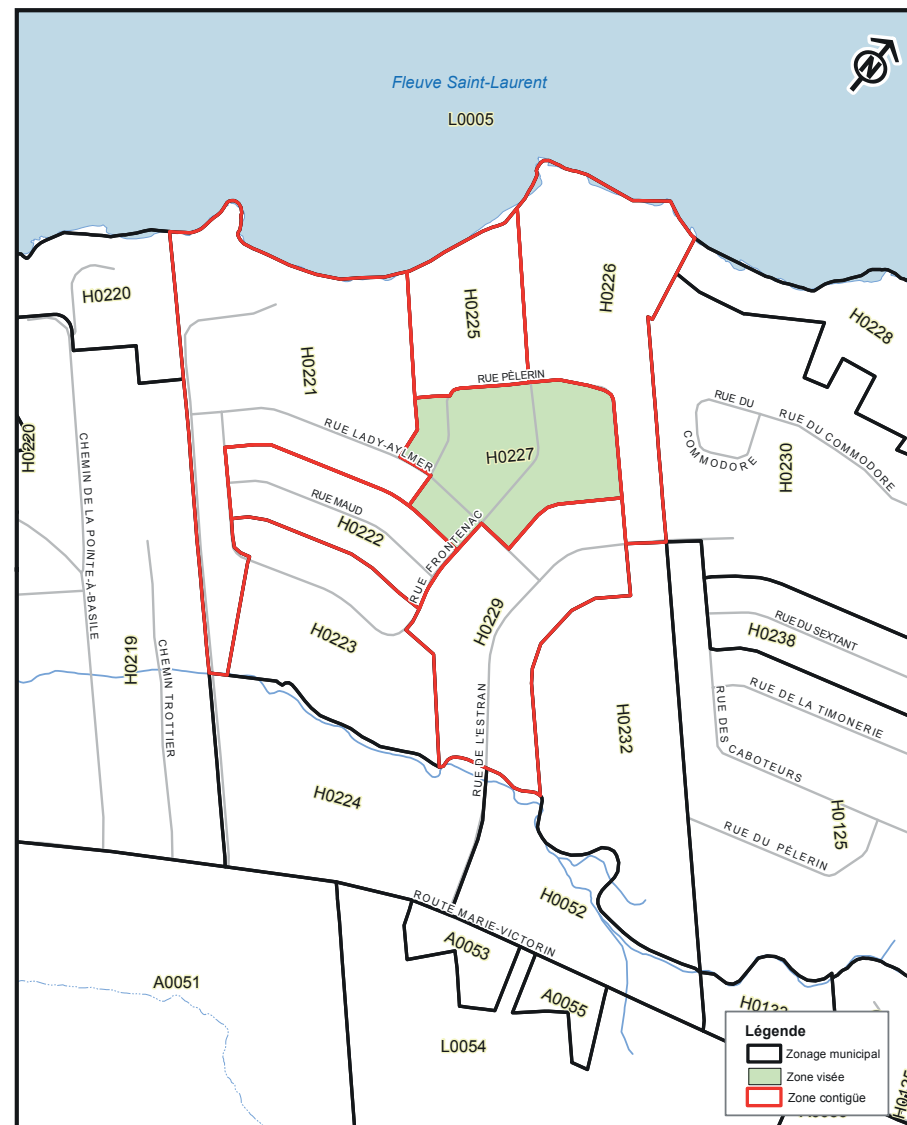 N
Fleuve Saint-Laurent
L0005
H0220
H0225
H0226
H0228
H0221
RUE PÈLERIN
RUE DU
COMMODORE
RUE DU COMMODORE
H0220
RUE LADY-AYLMER
H0227
H0230
CHEMIN DE LA POINTE-À-BASILE
RUE MAUD
H0222
RUE FRONTENAC
H0229
H0223
H0219
CHEMIN TROTTIER
RUE DU SEXTANT
H0238
RUE DE LA TIMONERIE
RUE DES
CABOTEURS
H0232
RUE DE L'ESTRAN
H0224
H0125
RUE DU PÈLERIN
H0052
ROUTE MARIE-VICTORIN
A0053
A0051
A0055
L0054
Légende
Zonage municipal
Zone visée
Zone contigüe